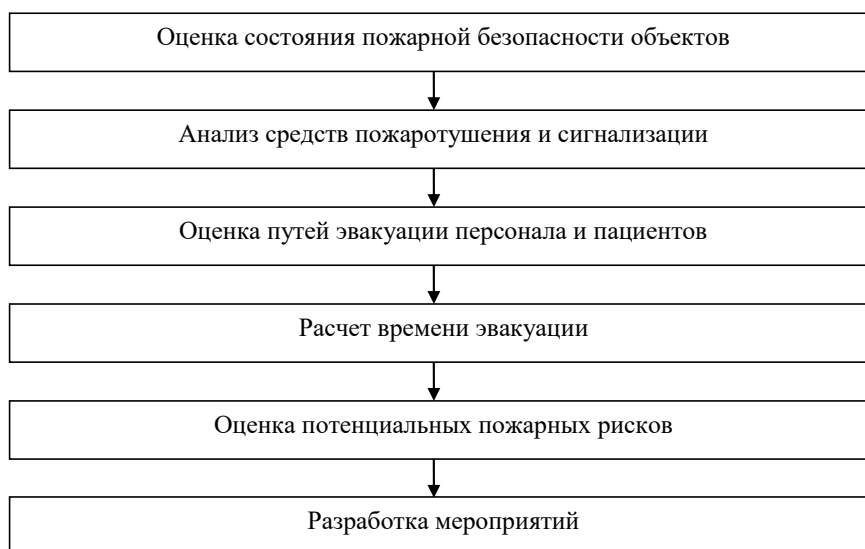 Оценка состояния пожарной безопасности объектов
Анализ средств пожаротушения и сигнализации
Оценка путей эвакуации персонала и пациентов
Расчет времени эвакуации
Оценка потенциальных пожарных рисков
Разработка мероприятий